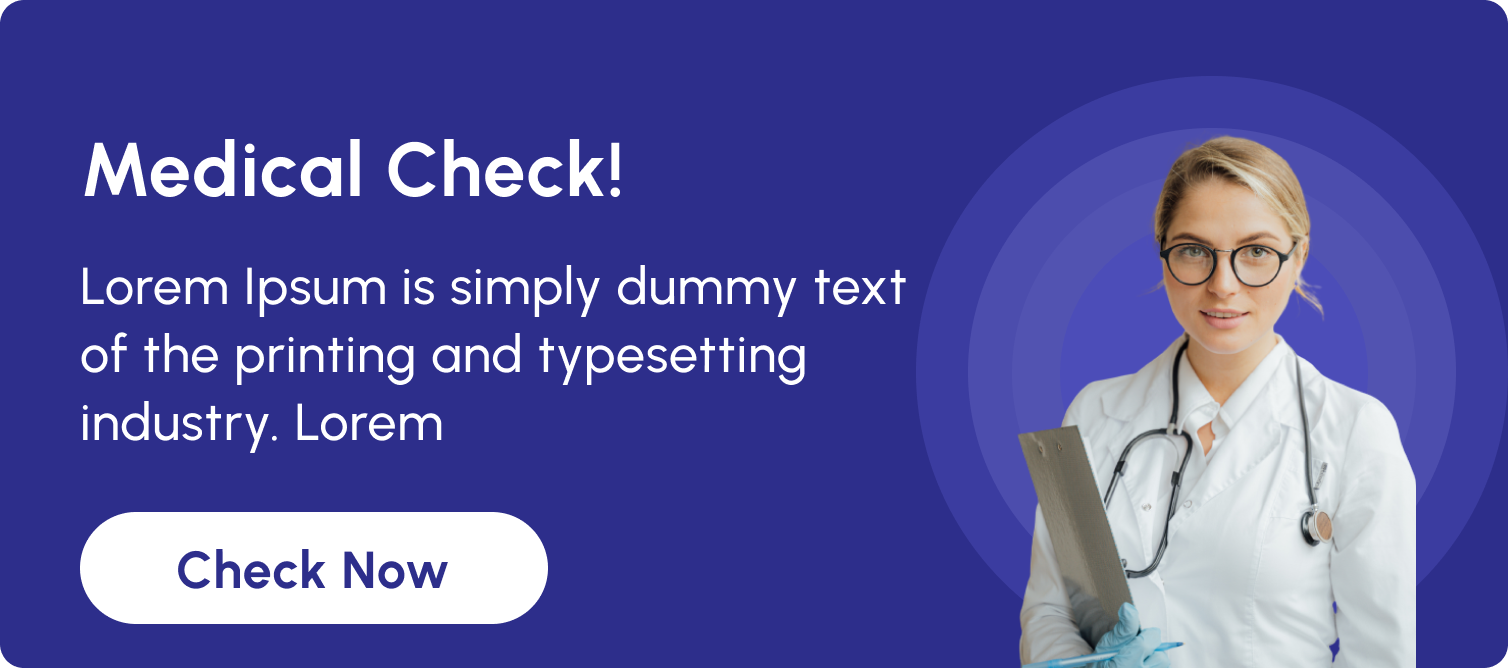 Medical Check!
Lorem Ipsum is simply dummy text
of the printing and typesetting
industry. Lorem
Check Now